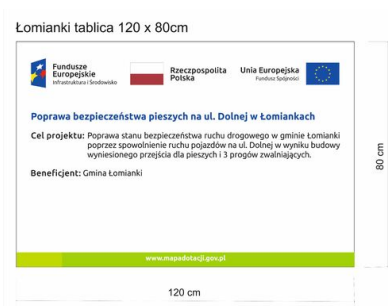 Łomianki tablica 120 x 80cm
Fundusze
Europejskie
Infrastruktura i Środowisko
Rzeczpospolita
Polska
Unia Europejska
Fundusz Spójności
Poprawa bezpieczeństwa pieszych na ul. Dolnej w Łomiankach
Cel projektu: Poprawa stanu bezpieczeństwa ruchu drogowego w gminie Łomianki
poprzez spowolnienie ruchu pojazdów na ul. Dolnej w wyniku budowy
wyniesionego przejścia dla pieszych i 3 progów zwalniających.
Beneficjent: Gmina Łomianki
80 cm
www.mapadotacji.gov.pl
120 cm